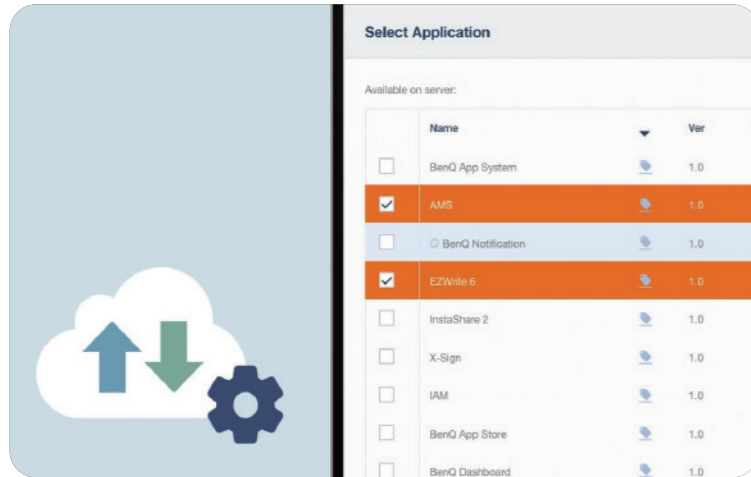 Select Application
Available on server:
Name Ver
BenQ App System 1.0
AMS 1.0
BenQ Notification 1.0
EZWrite 6 1.0
InstaShare 2 1.0
X-Sign 1.0
IAM 1.0
BenQ App Store 1.0
BenQ Dashboard 1.0